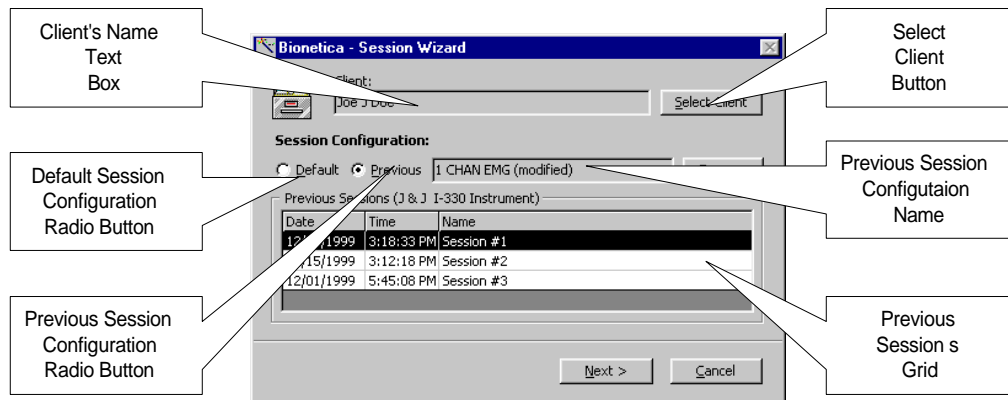 Client's Name
Text
Box
Select
Client
Button
Bionetica - Session Wizard
Client:
Joe J Doe
Select Client
Session Configuration:
Default Previous 1 CHAN EMG (modified)
Default Session
Configuration
Radio Button
Previous Session
Configutaion
Name
Previous Sessions (J & J I-330 Instrument)
Date Time Name
3:18:33 PM Session #1
3:12:18 PM Session #2
12/01/1999 5:45:08 PM Session #3
Previous Session
Configuration
Radio Button
Previous
Session s
Grid
Next > Cancel